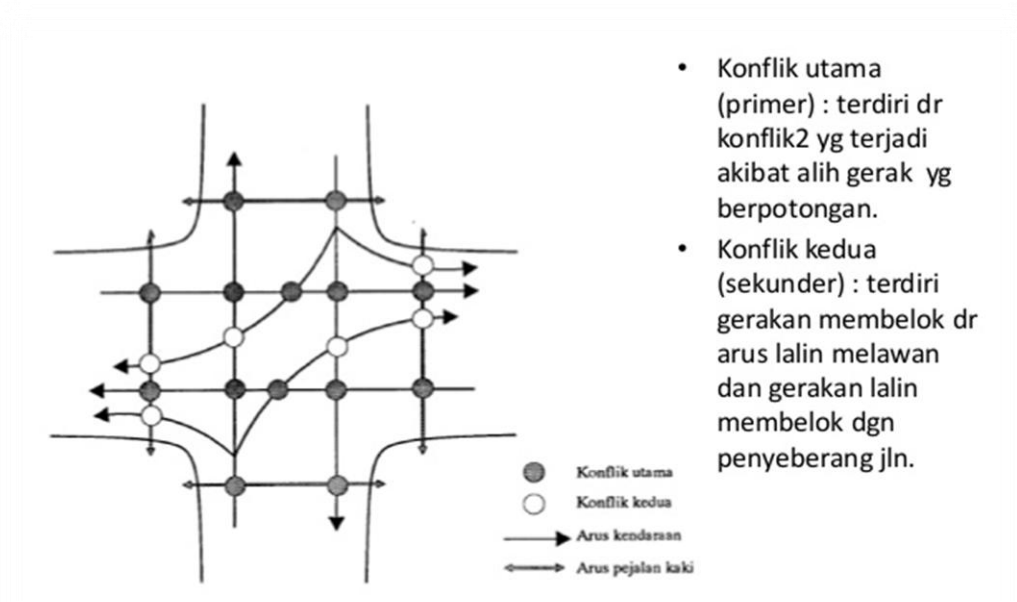 • Konflik utama
(primer) : terdiri dr
konflik2 yg terjadi
akibat alih gerak yg
berpotongan.
• Konflik kedua
(sekunder) : terdiri
gerakan membelok dr
arus lalin melawan
dan gerakan lalin
membelok dgn
penyeberang jln.
Konflik utama
Konflik kedua
Arus kendaraan
Arus pejalan kaki